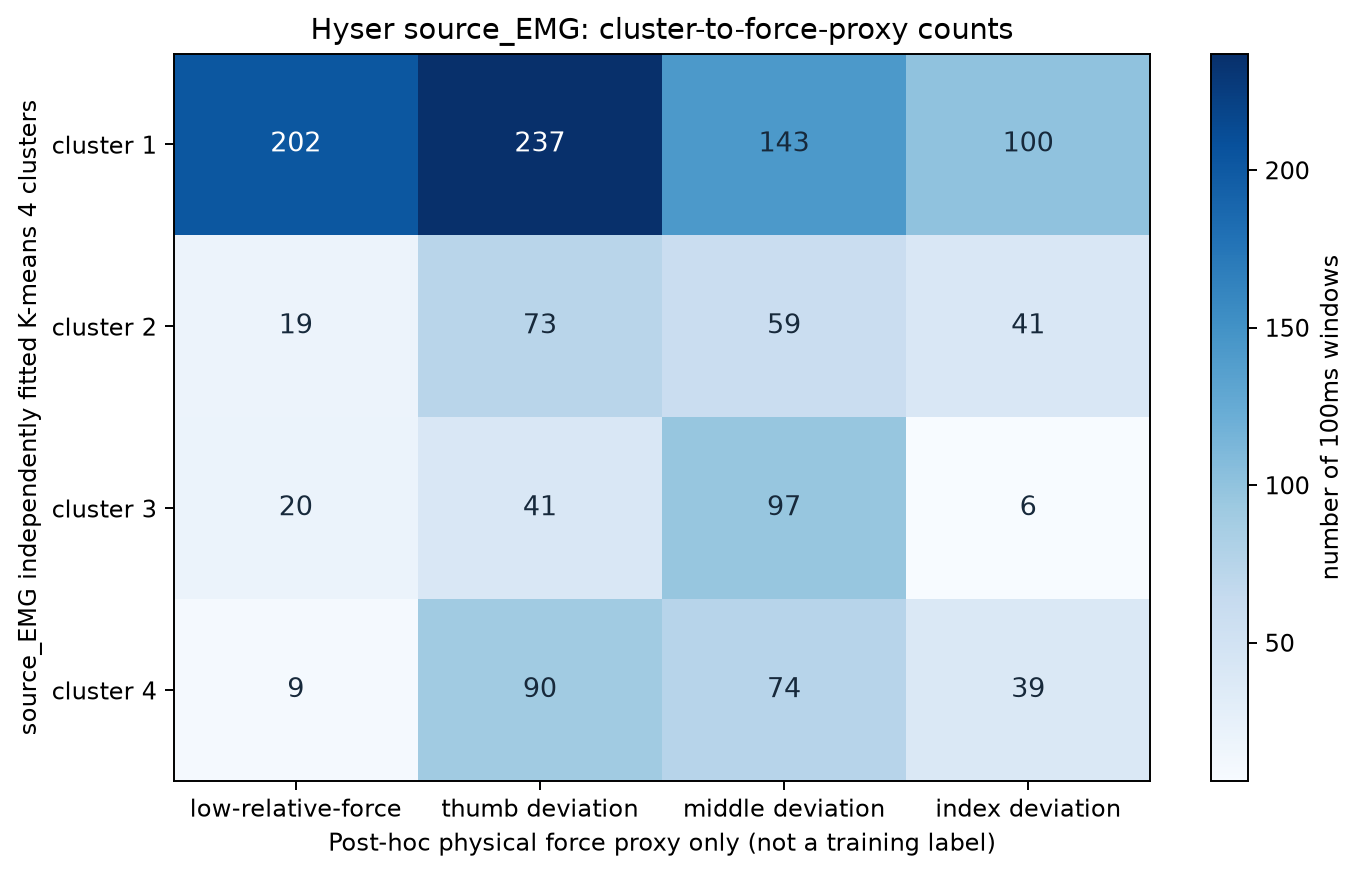 Hyser source_EMG: cluster-to-force-proxy counts
source_EMG independently fitted K-means 4 clusters
cluster 1
202
237
143
100
cluster 2
19
73
59
41
cluster 3
20
41
97
6
cluster 4
9
90
74
39
low-relative-force
thumb deviation
middle deviation
index deviation
Post-hoc physical force proxy only (not a training label)
200
150
100
50
number of 100ms windows